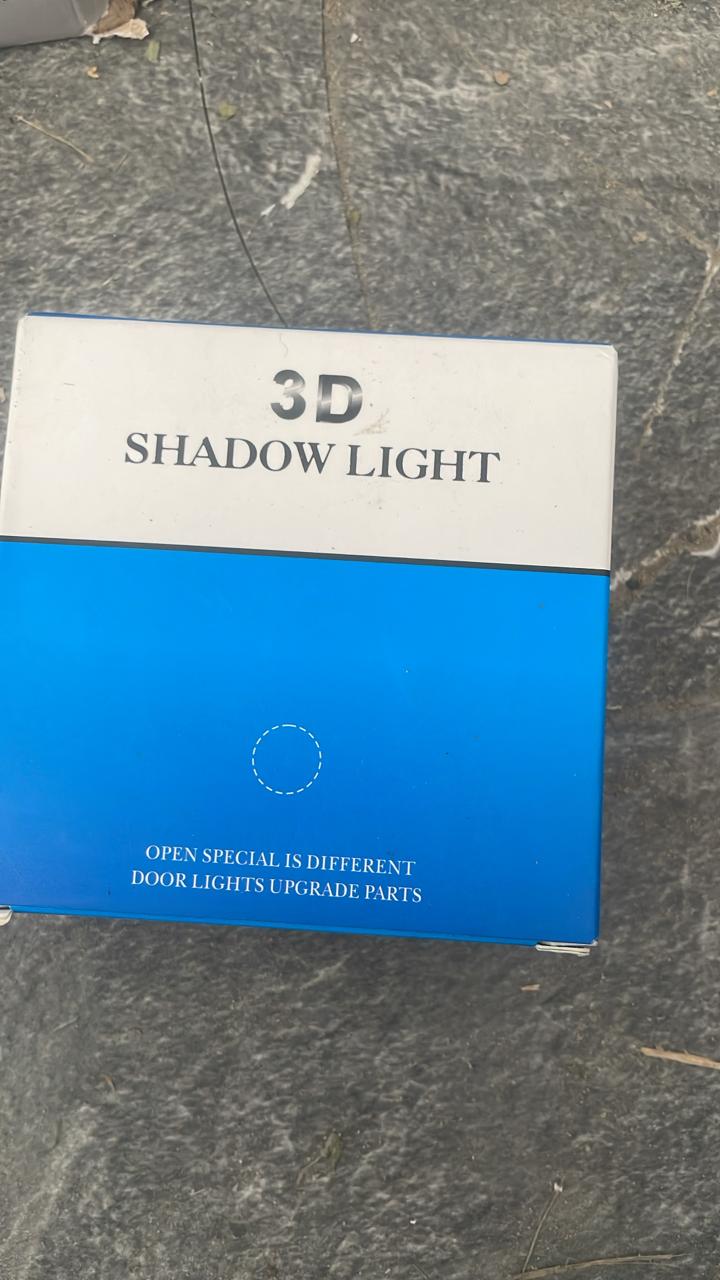 3D
SHADOW LIGHT
OPEN SPECIAL IS DIFFERENT
DOOR LIGHTS UPGRADE PARTS